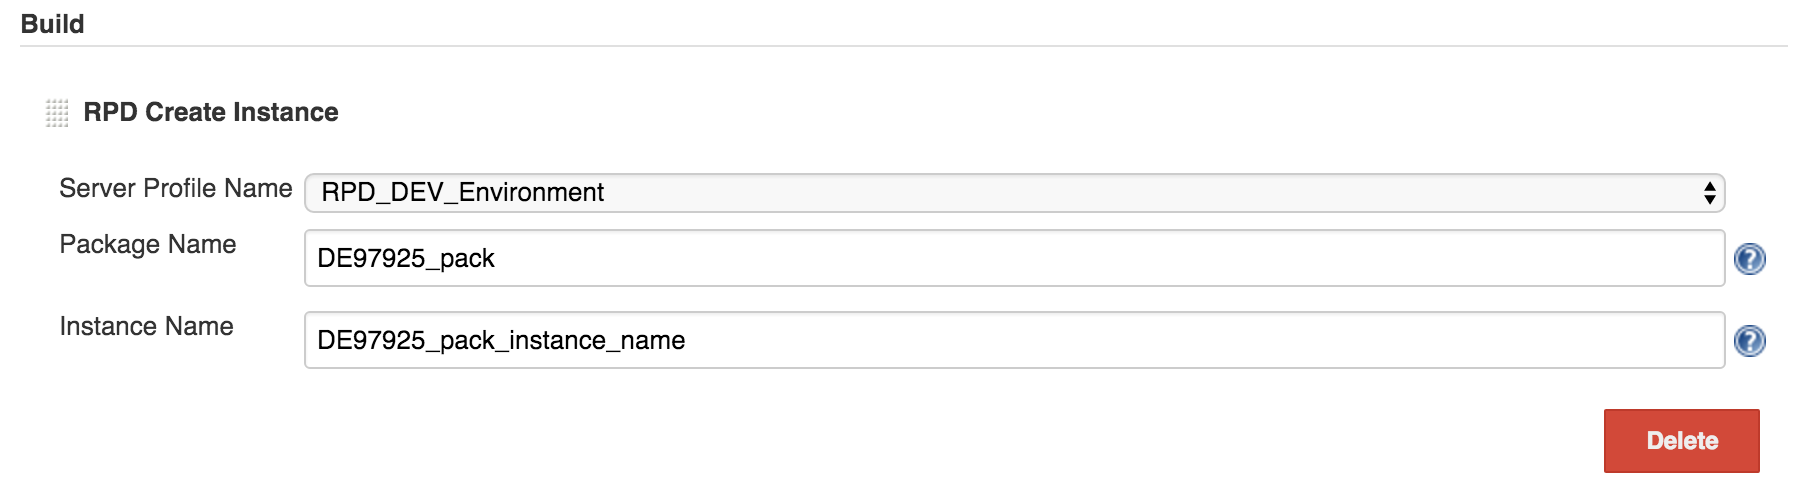 Build
RPD Create Instance
Server Profile Name RPD_DEV_Environment
Package Name DE97925_pack ?
Instance Name DE97925_pack_instance_name ?
Delete